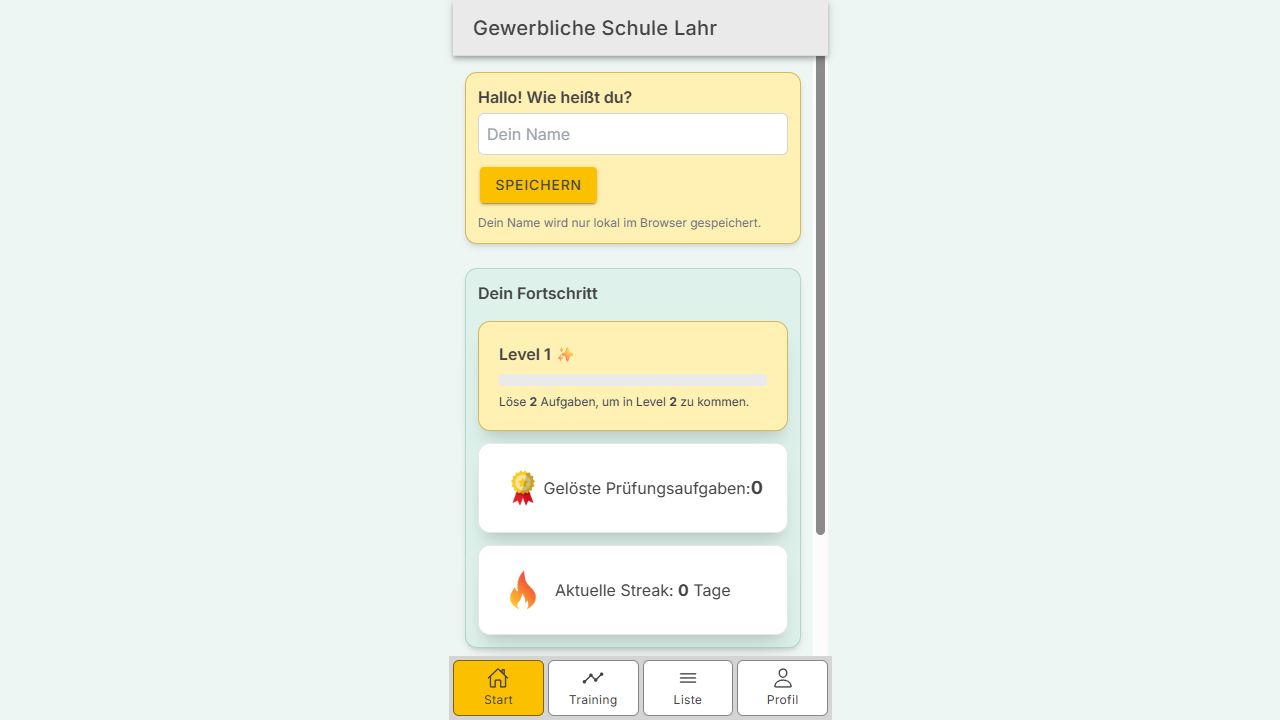 Gewerbliche Schule Lahr
Hallo! Wie heißt du?
Dein Name
SPEICHERN
Dein Name wird nur lokal im Browser gespeichert.
Dein Fortschritt
Level 1 ✨
Löse 2 Aufgaben, um in Level 2 zu kommen.
Gelöste Prüfungsaufgaben:0
Aktuelle Streak: 0 Tage
Start
Training
Liste
Profil